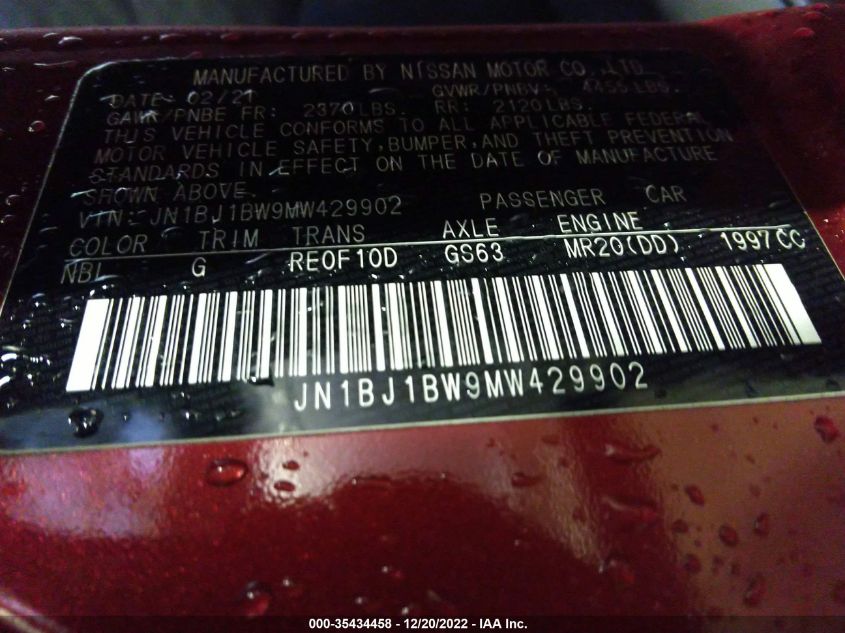 MANUFACTURED BY NISSAN MOTOR CO., LTD.
DATE: 02/21 GVWR/PNBV: 4455 LBS.
GAWR/PNBE FR: 2370 LBS. RR: 2120 LBS.
THIS VEHICLE CONFORMS TO ALL APPLICABLE FEDERAL
MOTOR VEHICLE SAFETY, BUMPER, AND THEFT PREVENTION
STANDARDS IN EFFECT ON THE DATE OF MANUFACTURE
SHOWN ABOVE.
VIN: JN1BJ1BW9MW429902 PASSENGER CAR
COLOR TRIM TRANS AXLE ENGINE
NBL G RE0F10D GS63 MR20(DD) 1997CC
JN1BJ1BW9MW429902
000-35434458 - 12/20/2022 - IAA Inc.